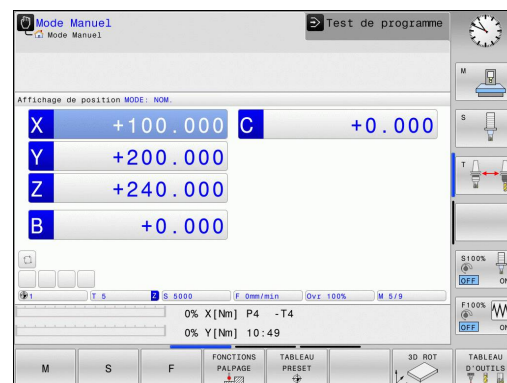 Mode Manuel
Mode Manuel
Test de programme
Affichage de position MODE: NOM.
X +100.000 C +0.000
Y +200.000
Z +240.000
B +0.000
1 T 5 Z S 5000 F 0mm/min Ovr 100% M 5/9
0% X[Nm] P4 -T4
0% Y[Nm] 10:49
M
S
F
FONCTIONS
PALPAGE
TABLEAU
PRESET
3D ROT
TABLEAU
D'OUTILS
M
S
T
S100%
OFF ON
F100%
OFF ON